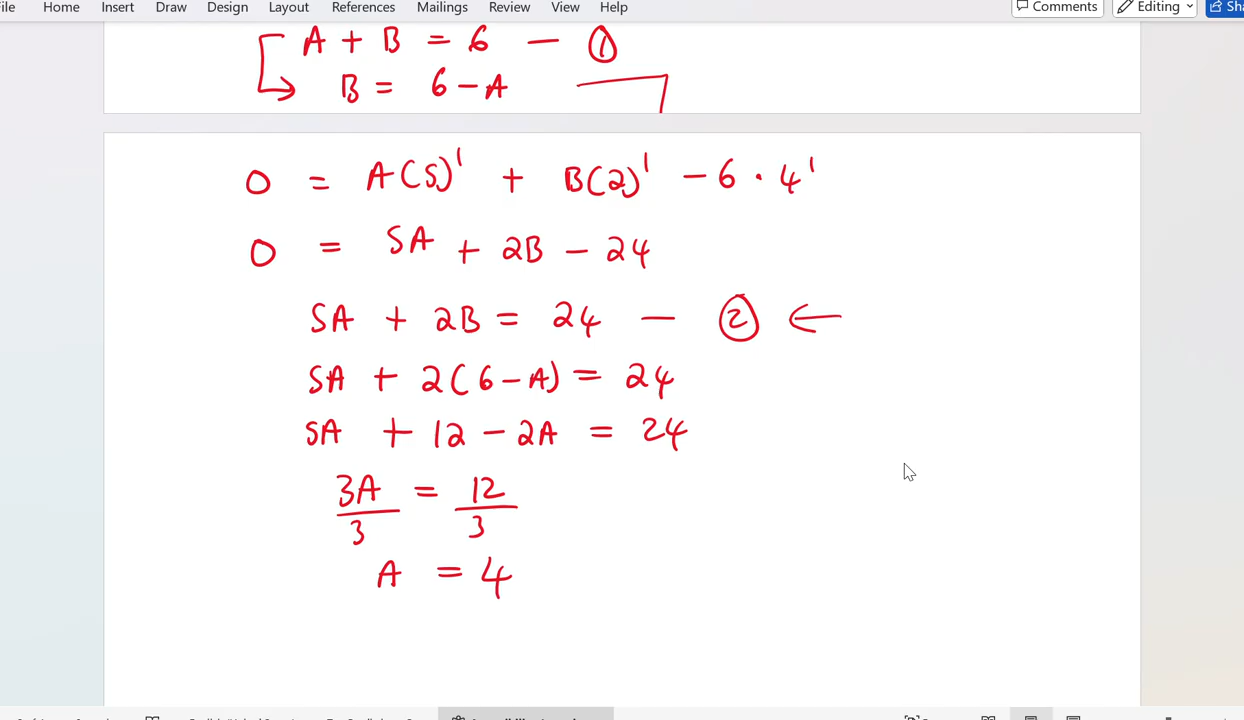 File Home Insert Draw Design Layout References Mailings Review View Help Comments Editing Sha
A + B = 6 — ①
B = 6 - A
0 = A(5)¹ + B(2)¹ - 6 · 4¹
0 = 5A + 2B - 24
5A + 2B = 24 — ② ←
5A + 2(6-A) = 24
5A + 12 - 2A = 24
3A/3 = 12/3
A = 4